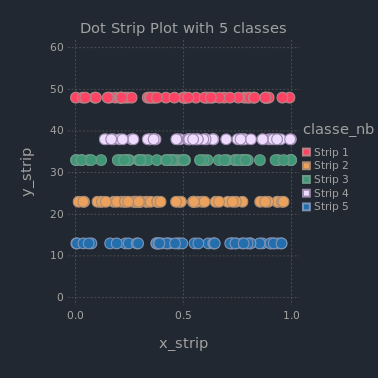 Dot Strip Plot with 5 classes
60
50
40
30
20
10
0
y_strip
0.0
0.5
1.0
x_strip
classe_nb
Strip 1
Strip 2
Strip 3
Strip 4
Strip 5